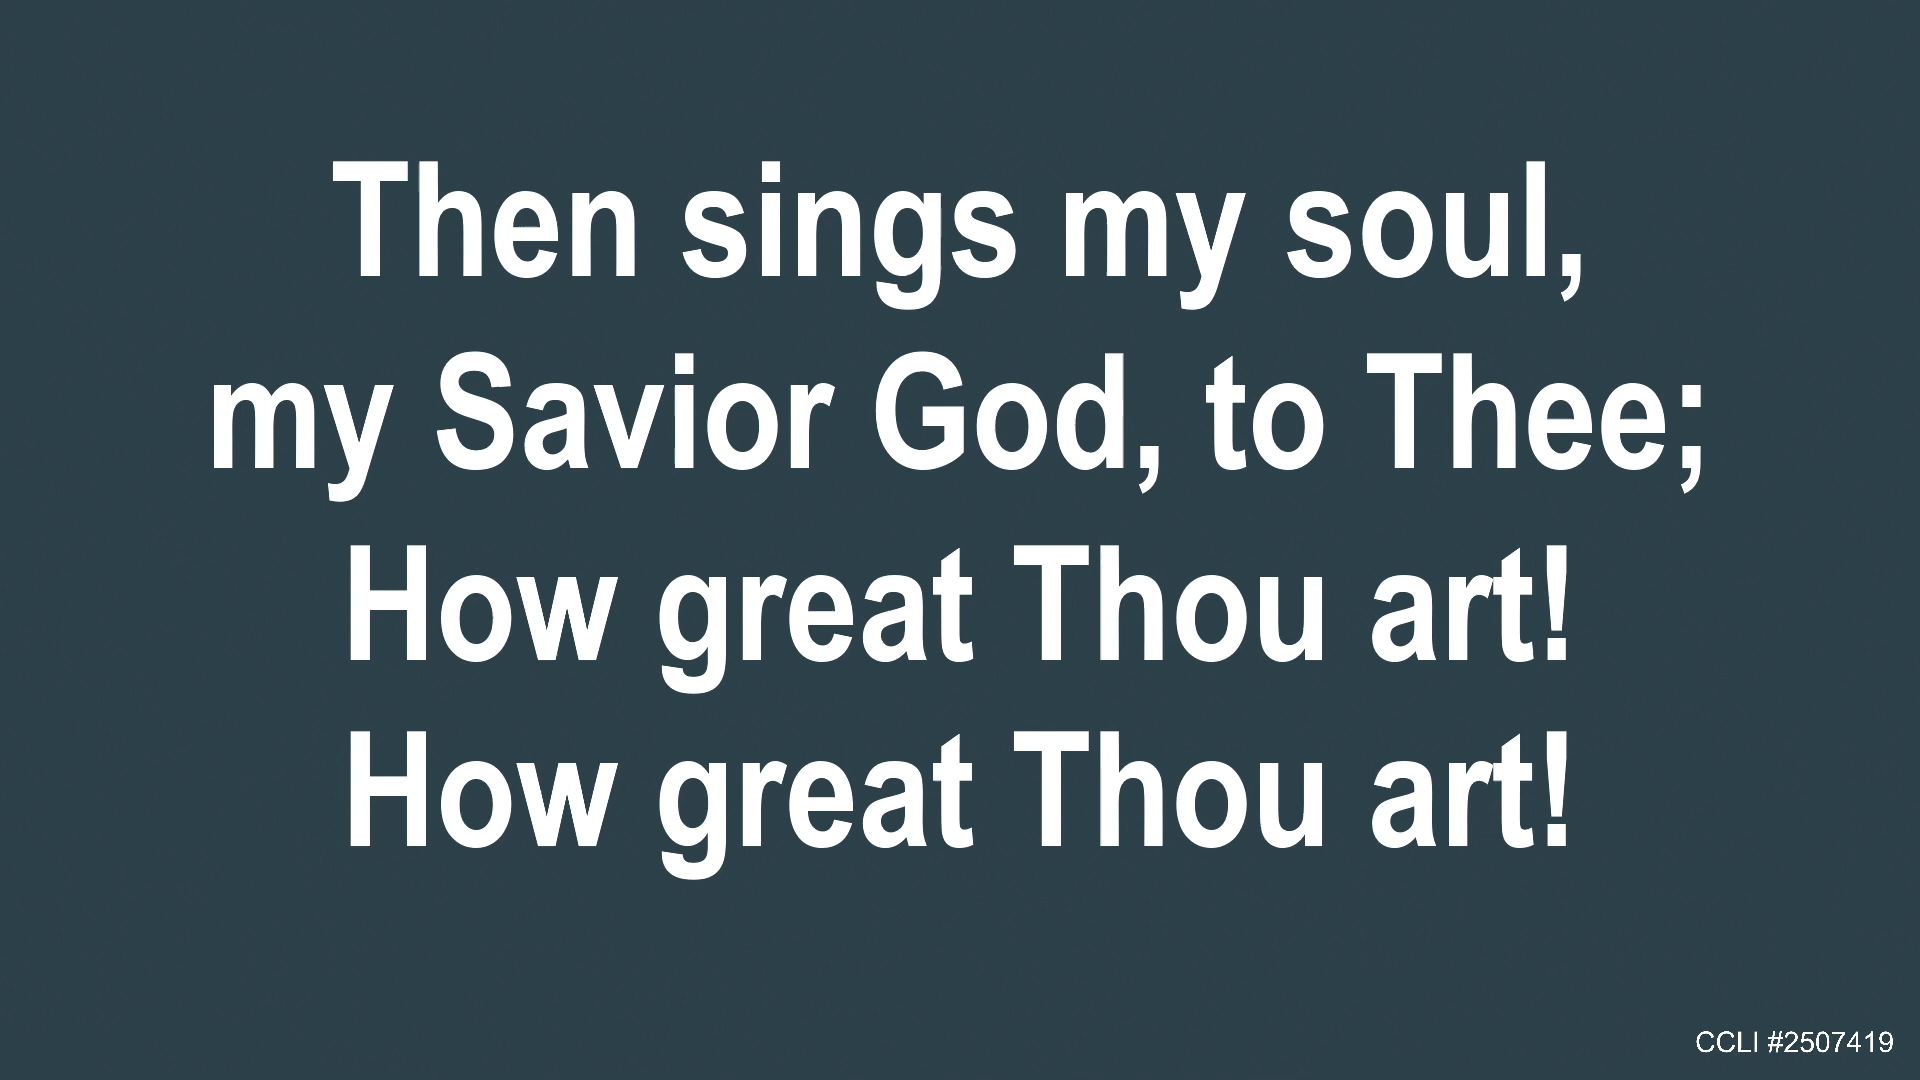 Then sings my soul,
my Savior God, to Thee;
How great Thou art!
How great Thou art!
CCLI #2507419